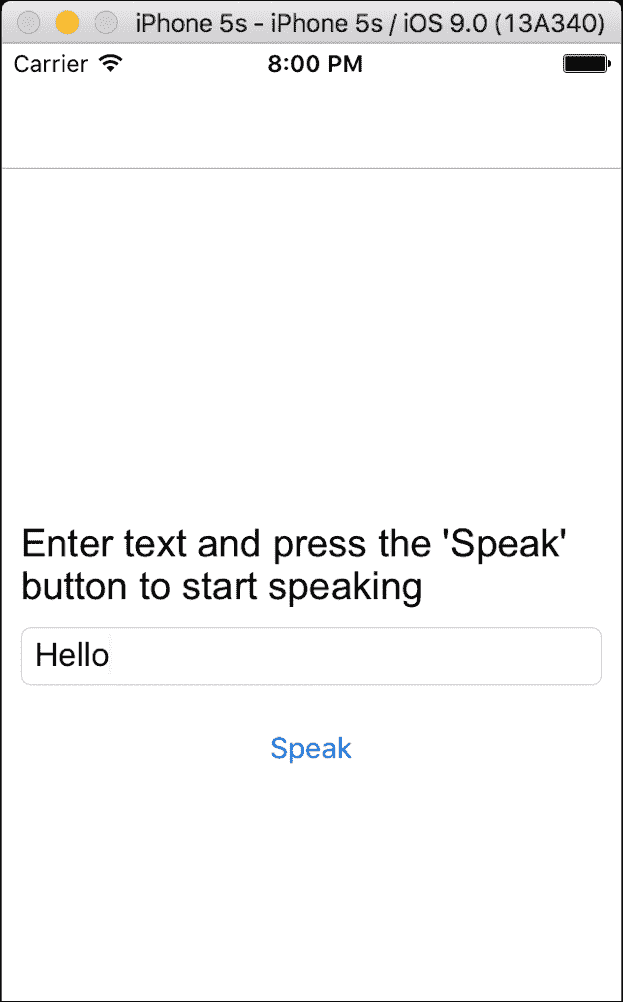 iPhone 5s - iPhone 5s / iOS 9.0 (13A340)
Carrier 8:00 PM
Enter text and press the 'Speak'
button to start speaking
Hello
Speak